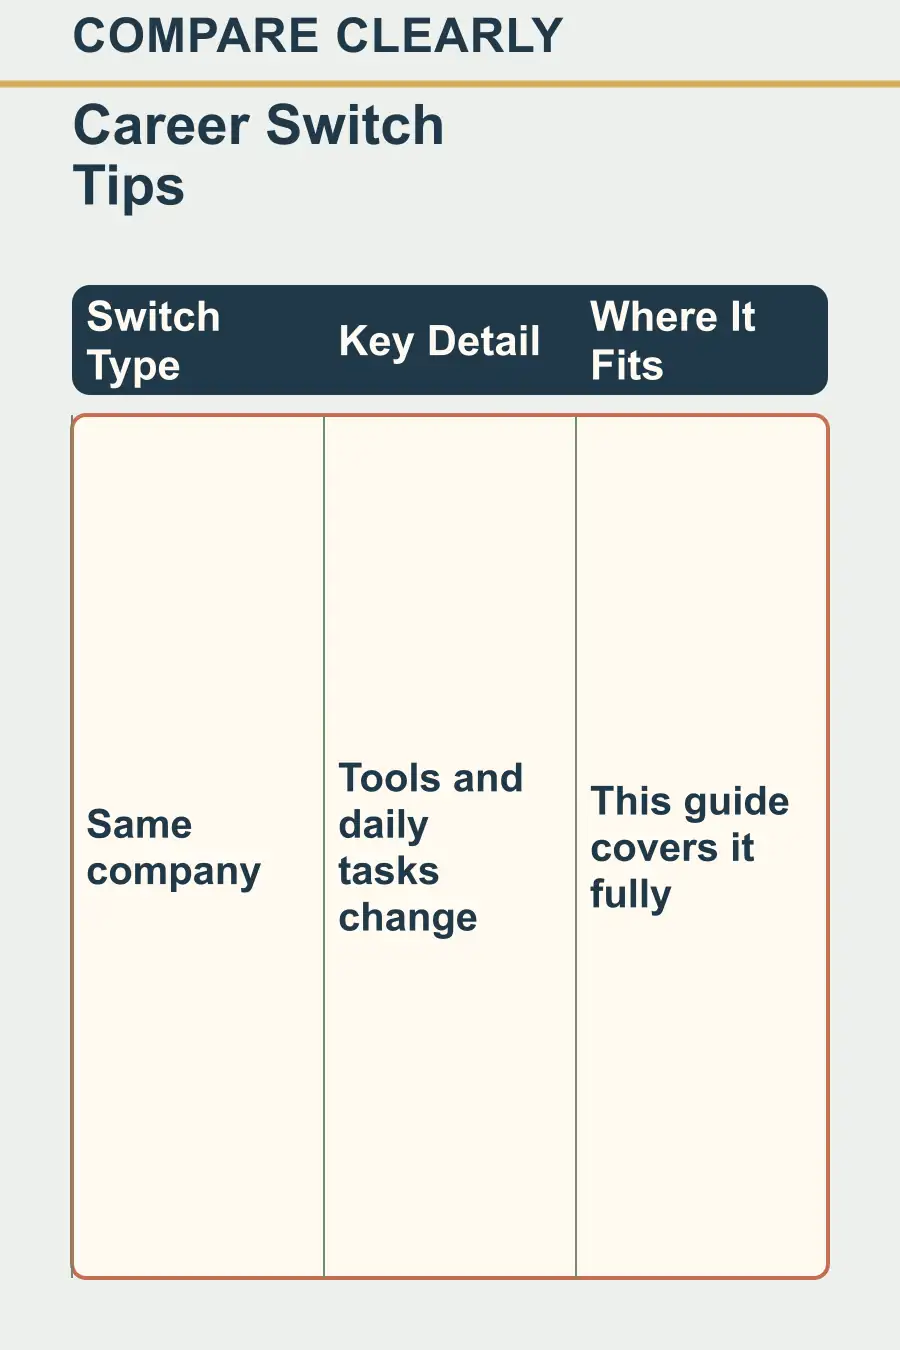 COMPARE CLEARLY
Career Switch
Tips
Switch
Type
Key Detail
Where It
Fits
Same
company
Tools and
daily
tasks
change
This guide
covers it
fully